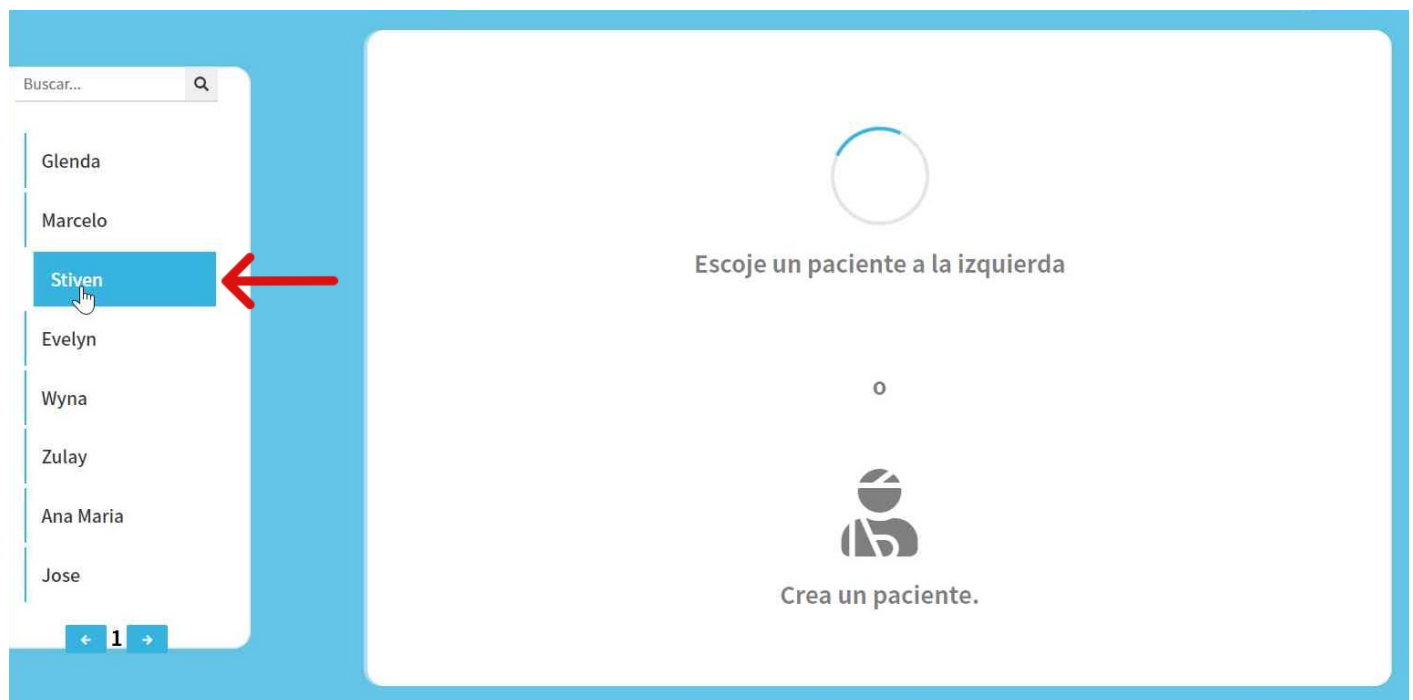 Buscar...
Glenda
Marcelo
Stiven
Evelyn
Wyna
Zulay
Ana Maria
Jose
1
Escoje un paciente a la izquierda
o
Crea un paciente.